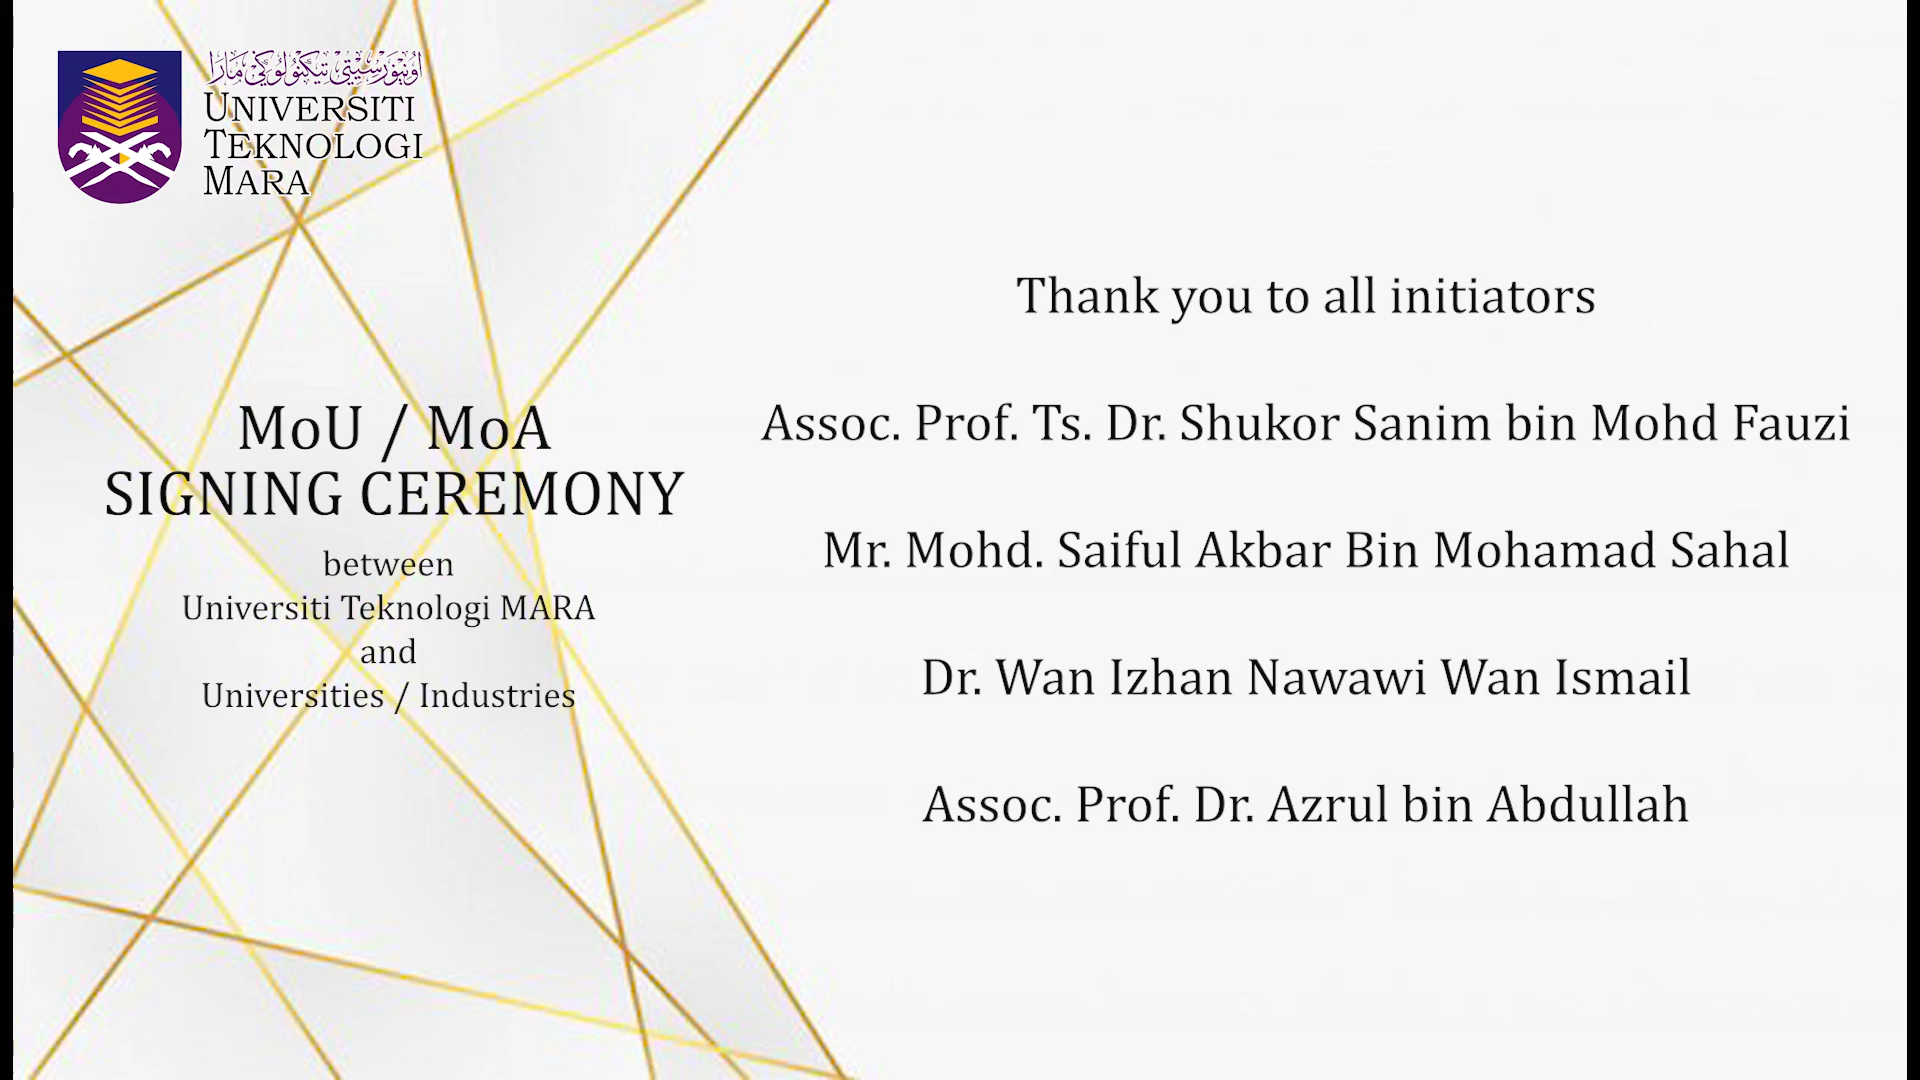 اونيۏرسيتي تيكنولوڬي مارا
UNIVERSITI
TEKNOLOGI
MARA
MoU / MoA
SIGNING CEREMONY
between
Universiti Teknologi MARA
and
Universities / Industries
Thank you to all initiators
Assoc. Prof. Ts. Dr. Shukor Sanim bin Mohd Fauzi
Mr. Mohd. Saiful Akbar Bin Mohamad Sahal
Dr. Wan Izhan Nawawi Wan Ismail
Assoc. Prof. Dr. Azrul bin Abdullah